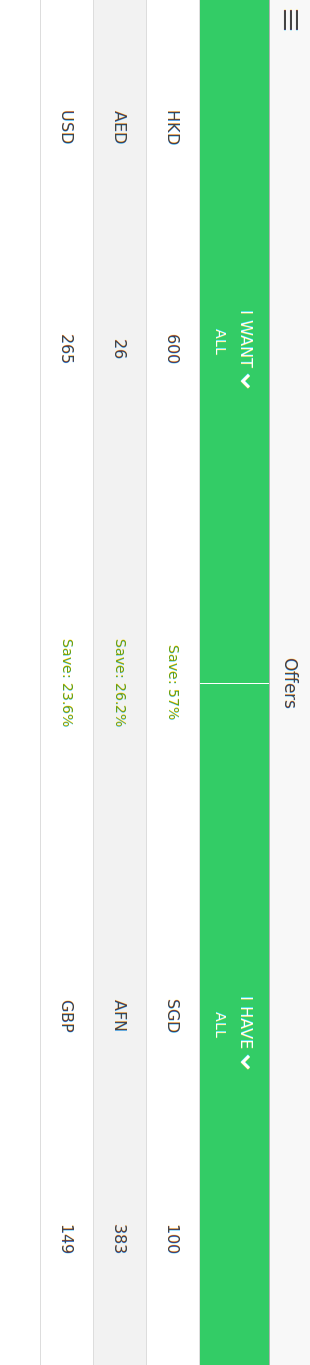 Offers
I WANT I HAVE
ALL ALL
HKD 600 Save: 57% SGD 100
AED 26 Save: 26.2% AFN 383
USD 265 Save: 23.6% GBP 149